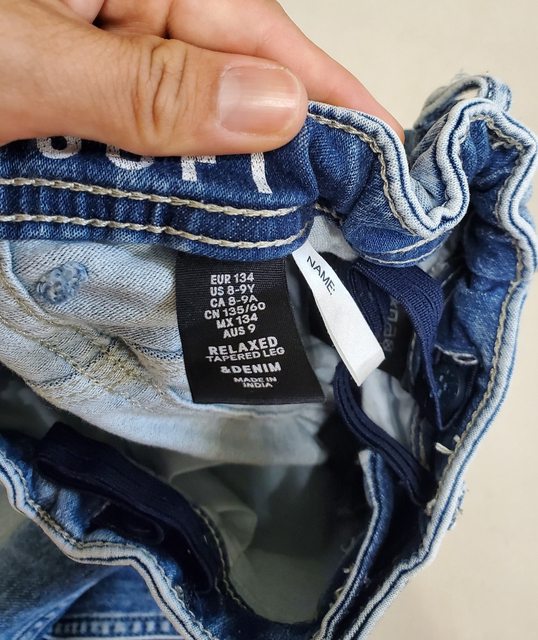 EUR 134
US 8-9Y
CA 8-9A
CN 135/60
MX 134
AUS 9
RELAXED
TAPERED LEG
&DENIM
MADE IN
INDIA
NAME: